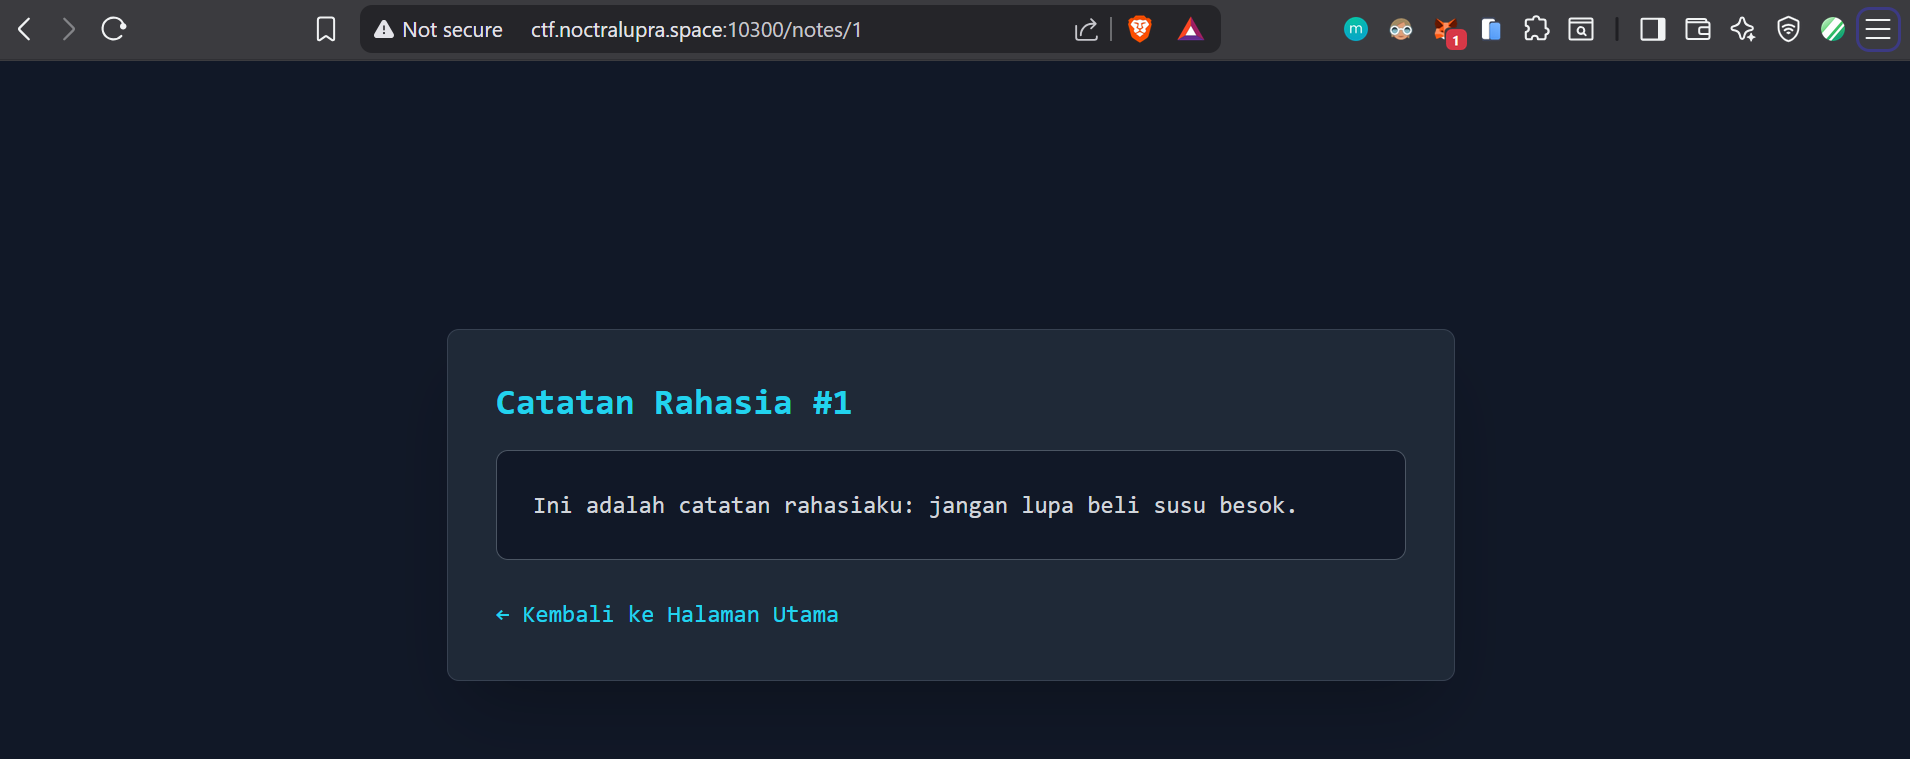 Not secure
ctf.noctralupra.space:10300/notes/1
m
1
Catatan Rahasia #1
Ini adalah catatan rahasiaku: jangan lupa beli susu besok.
← Kembali ke Halaman Utama